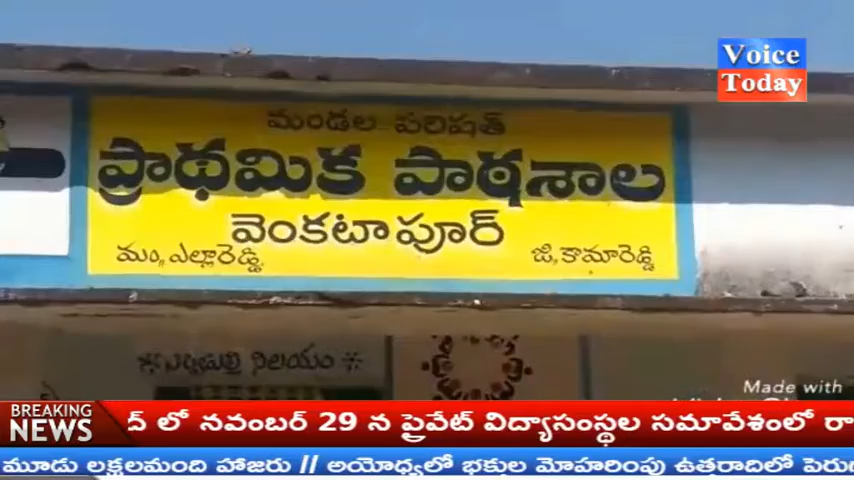 Voice
Today
మండల పరిషత్
ప్రాథమిక పాఠశాల
వెంకటాపూర్
మం, ఎల్లారెడ్డి. జి, కామారెడ్డి
నిలయం
Made with
BREAKING
NEWS
ద్ లో నవంబర్ 29 న ప్రైవేట్ విద్యాసంస్థల సమావేశంలో రా
మూడు లక్షలమంది హాజరు // అయోధ్యలో భక్తుల మోహరింపు ఉత్తరాదిలో